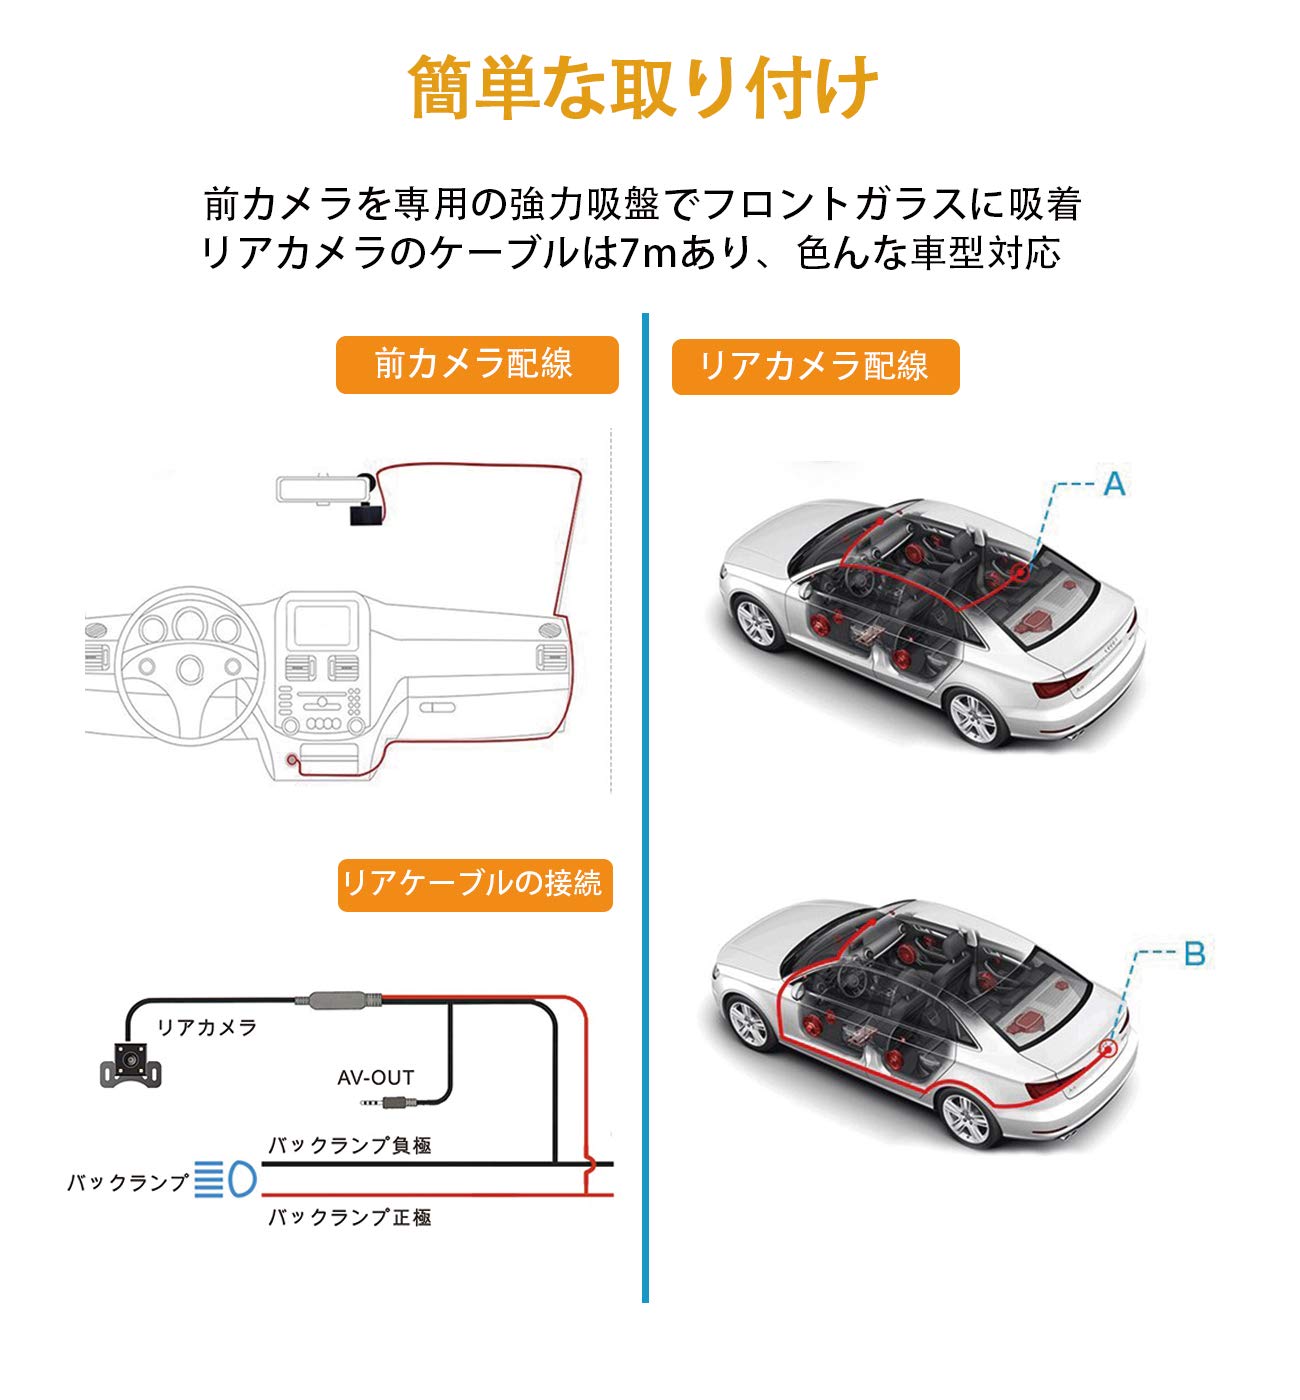 簡単な取り付け
前カメラを専用の強力吸盤でフロントガラスに吸着
リアカメラのケーブルは7mあり、色んな車型対応
前カメラ配線
リアカメラ配線
A
リアケーブルの接続
B
リアカメラ
AV-OUT
バックランプ負極
バックランプ
バックランプ正極